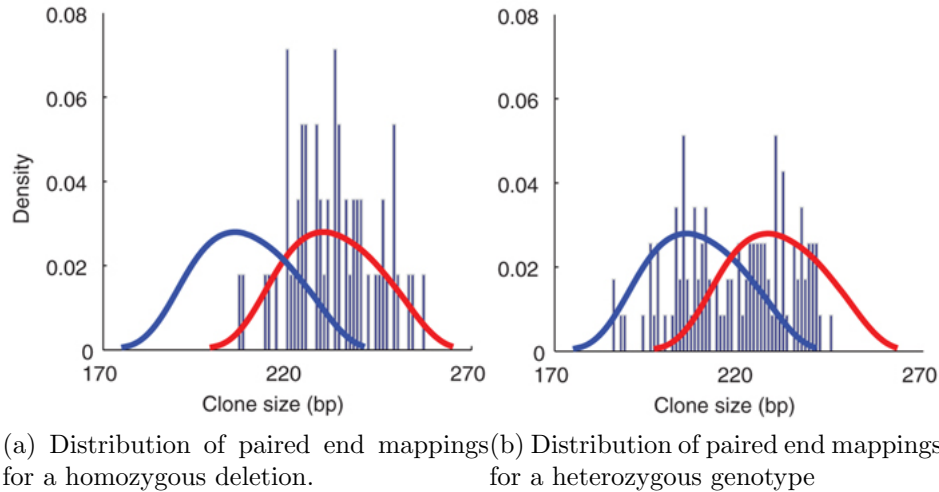 0.08
0.06
0.04
0.02
0
Density
170
220
270
Clone size (bp)
0.08
0.06
0.04
0.02
0
170
220
270
Clone size (bp)
(a) Distribution of paired end mappings
for a homozygous deletion.
(b) Distribution of paired end mappings
for a heterozygous genotype